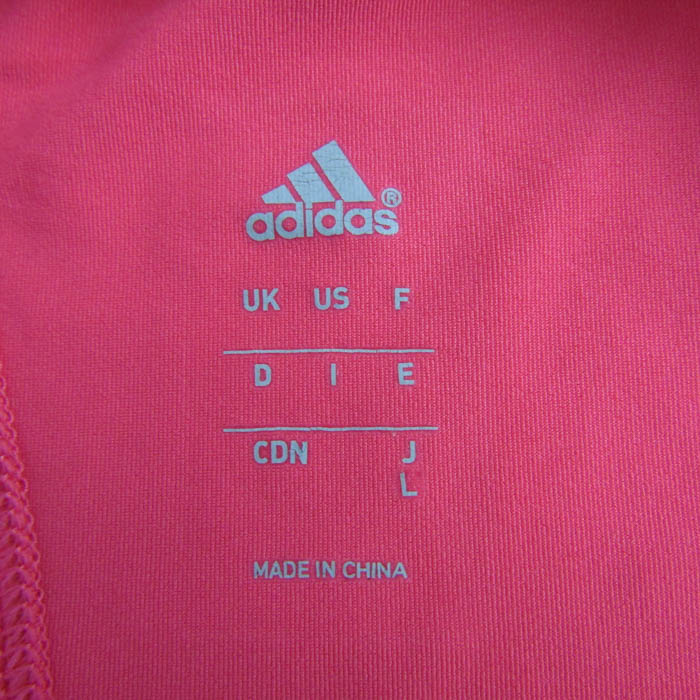 adidas®
UK US F
D I E
CDN J
L
MADE IN CHINA